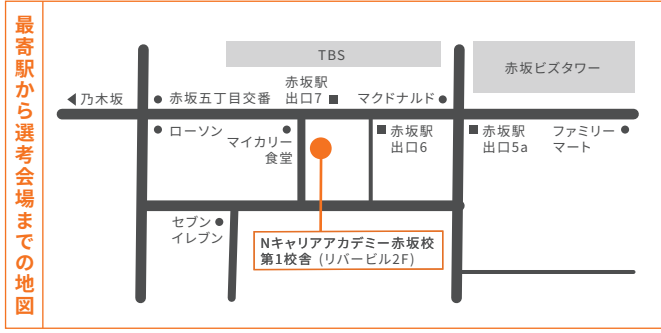 最寄駅から選考会場までの地図
TBS
赤坂ビズタワー
乃木坂
赤坂五丁目交番
赤坂駅
出口7
マクドナルド
ローソン
マイカリー
食堂
赤坂駅
出口6
赤坂駅
出口5a
ファミリー
マート
セブン
イレブン
Nキャリアアカデミー赤坂校
第1校舎 (リバービル2F)